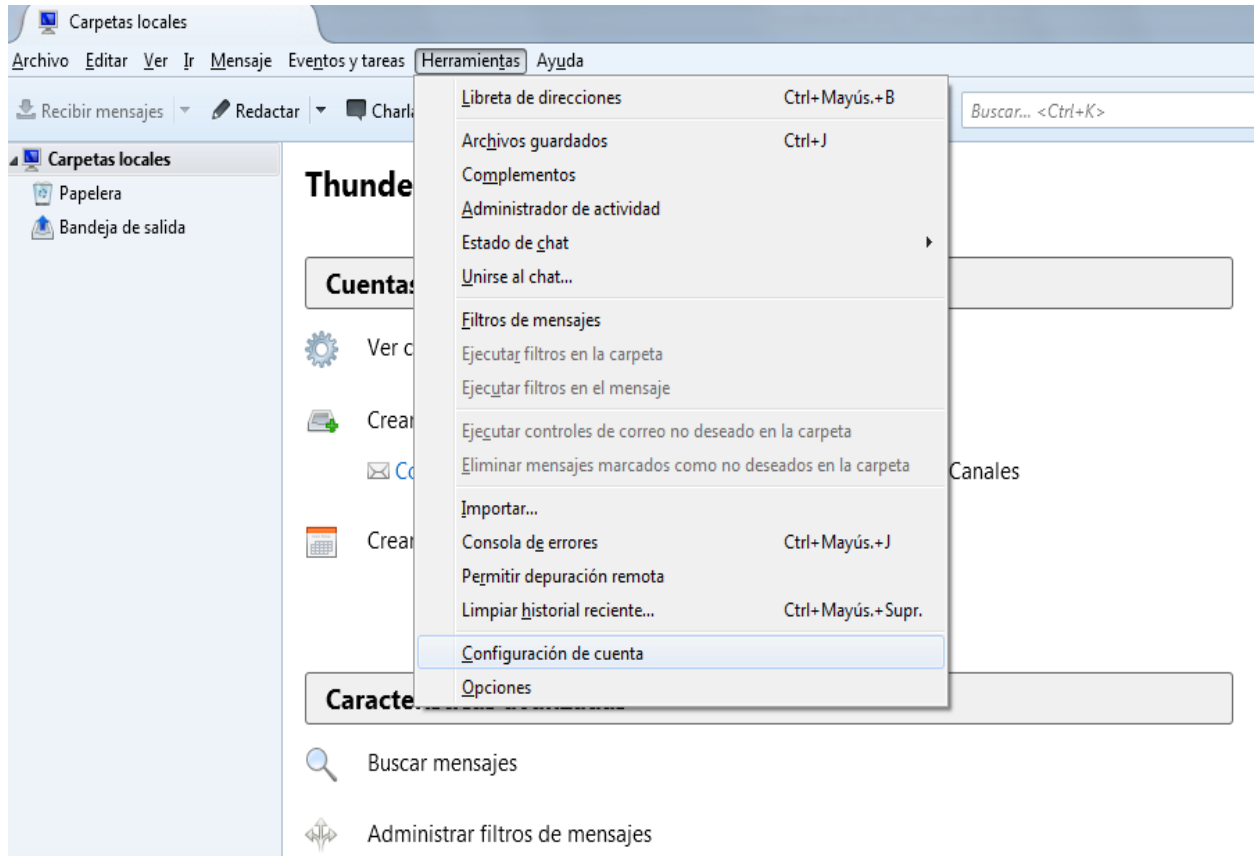 Carpetas locales
Archivo Editar Ver Ir Mensaje Eventos y tareas Herramientas Ayuda
Recibir mensajes Redactar Charla Buscar... <Ctrl+K>
Carpetas locales
Papelera
Bandeja de salida
Libreta de direcciones Ctrl+Mayús.+B
Archivos guardados Ctrl+J
Complementos
Administrador de actividad
Estado de chat
Unirse al chat...
Filtros de mensajes
Ejecutar filtros en la carpeta
Ejecutar filtros en el mensaje
Ejecutar controles de correo no deseado en la carpeta
Eliminar mensajes marcados como no deseados en la carpeta
Importar...
Consola de errores Ctrl+Mayús.+J
Permitir depuración remota
Limpiar historial reciente... Ctrl+Mayús.+Supr.
Configuración de cuenta
Opciones
Thunde
Cuentas
Ver c
Crear
Co Canales
Crear
Caracte
Buscar mensajes
Administrar filtros de mensajes